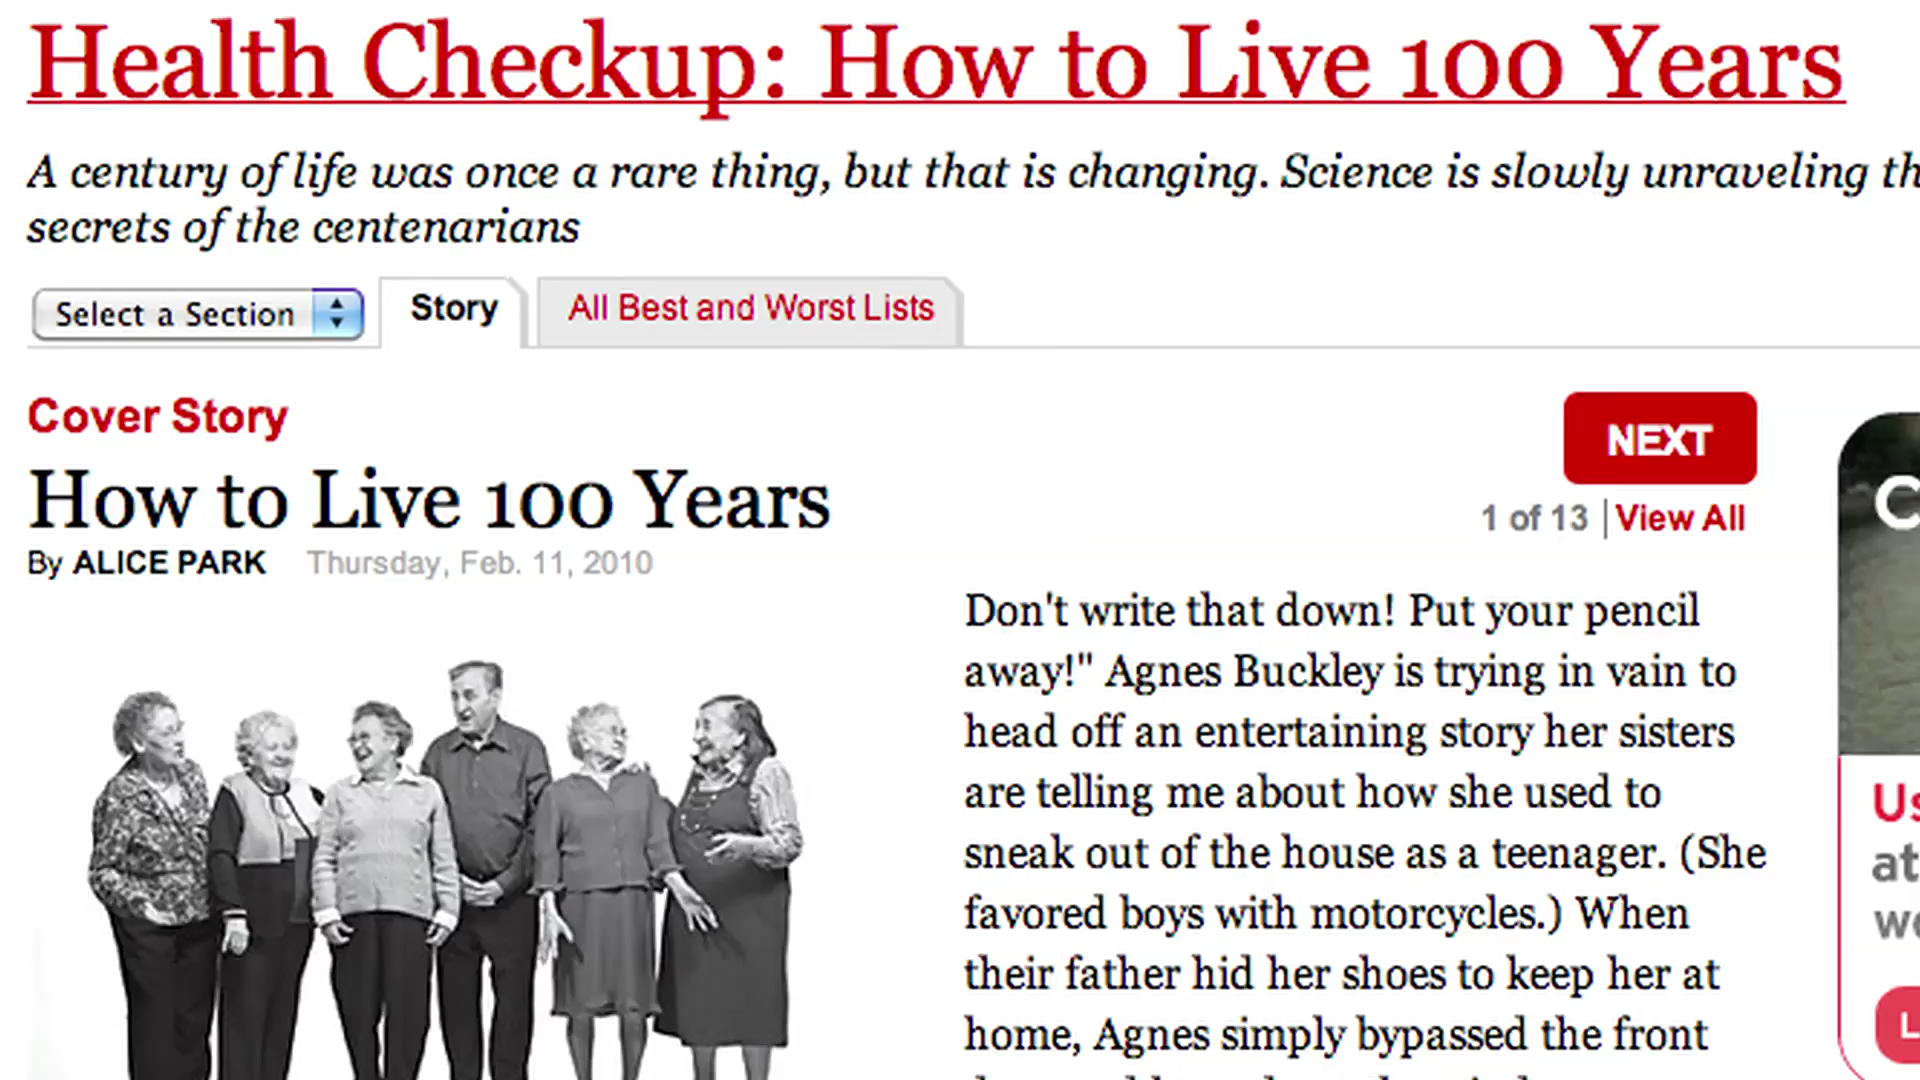 Health Checkup: How to Live 100 Years
A century of life was once a rare thing, but that is changing. Science is slowly unraveling th
secrets of the centenarians
Select a Section
Story
All Best and Worst Lists
Cover Story
NEXT
How to Live 100 Years
1 of 13 | View All
By ALICE PARK Thursday, Feb. 11, 2010
Don't write that down! Put your pencil
away!" Agnes Buckley is trying in vain to
head off an entertaining story her sisters
are telling me about how she used to
sneak out of the house as a teenager. (She
favored boys with motorcycles.) When
their father hid her shoes to keep her at
home, Agnes simply bypassed the front
C
Us
at
we
L